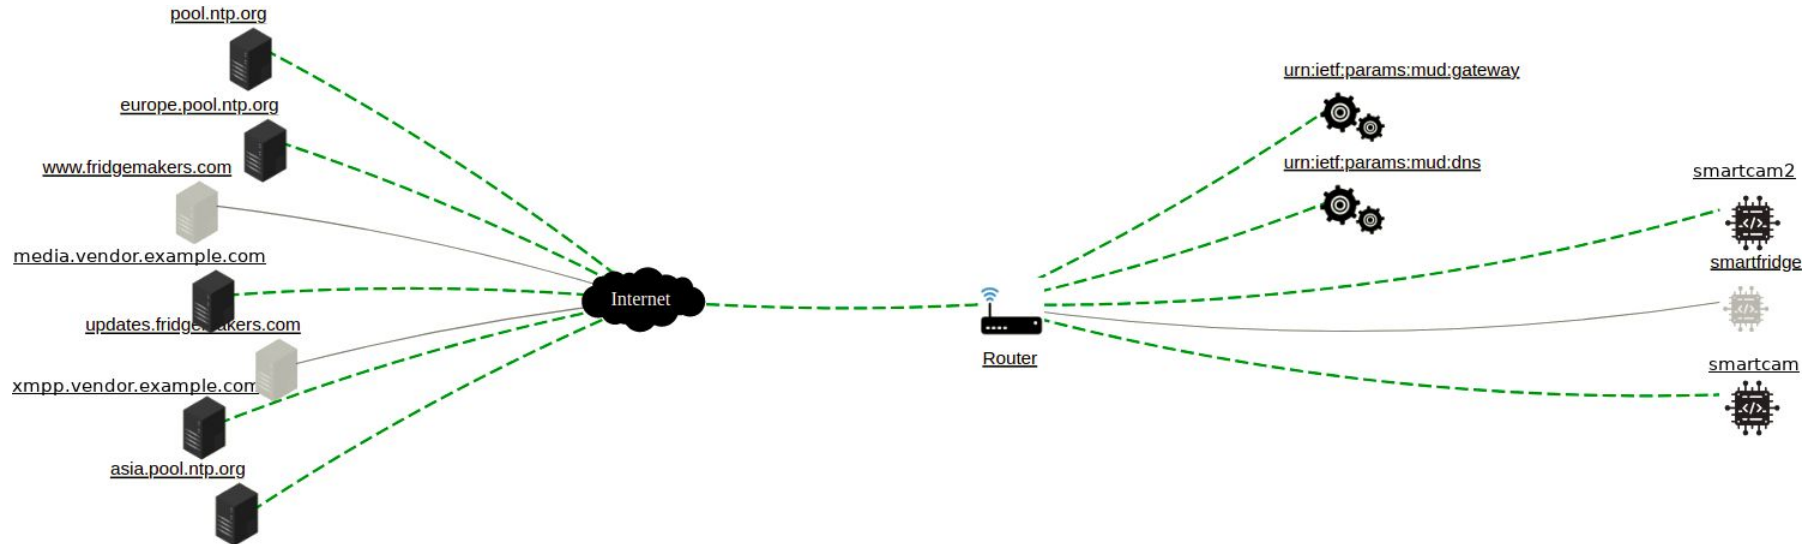 pool.ntp.org
europe.pool.ntp.org
www.fridgemakers.com
media.vendor.example.com
updates.fridgemakers.com
xmpp.vendor.example.com
asia.pool.ntp.org
Internet
Router
urn:ietf:params:mud:gateway
urn:ietf:params:mud:dns
smartcam2
</>
smartfridge
</>
smartcam
</>